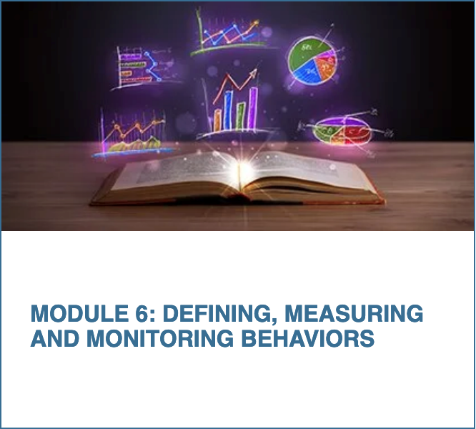 MODULE 6: DEFINING, MEASURING
AND MONITORING BEHAVIORS